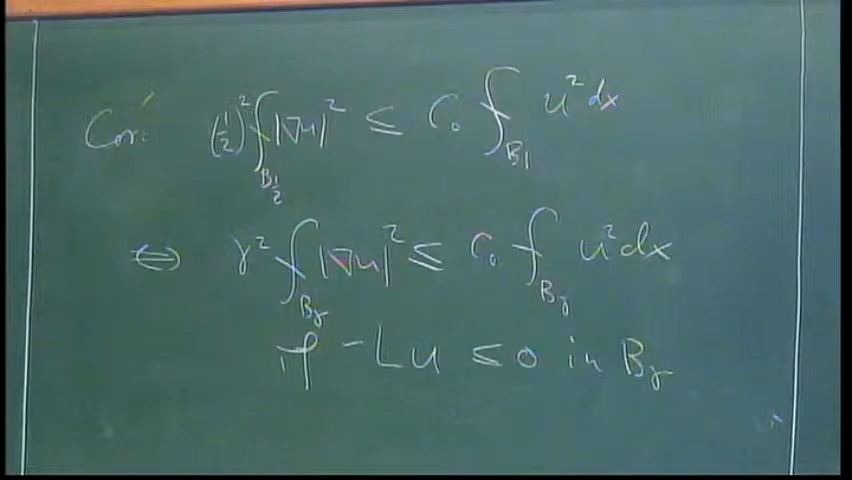 Cor: (1/2)² ⨍_{B_{1/2}} |∇u|² ≤ C₀ ⨍_{B₁} u² dx
⇔ r² ⨍_{B_r} |∇u|² ≤ C₀ ⨍_{B_r} u² dx
if -Lu ≤ 0 in B_r